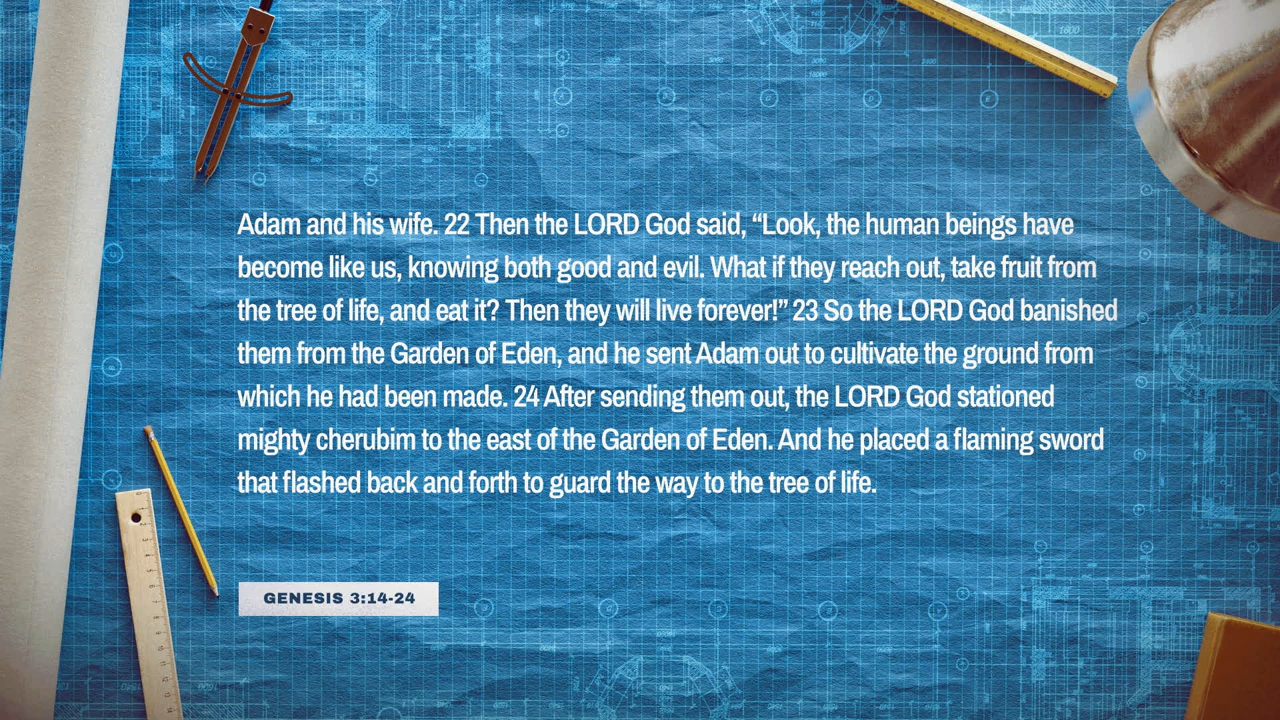 Adam and his wife. 22 Then the LORD God said, “Look, the human beings have
become like us, knowing both good and evil. What if they reach out, take fruit from
the tree of life, and eat it? Then they will live forever!” 23 So the LORD God banished
them from the Garden of Eden, and he sent Adam out to cultivate the ground from
which he had been made. 24 After sending them out, the LORD God stationed
mighty cherubim to the east of the Garden of Eden. And he placed a flaming sword
that flashed back and forth to guard the way to the tree of life.
GENESIS 3:14-24